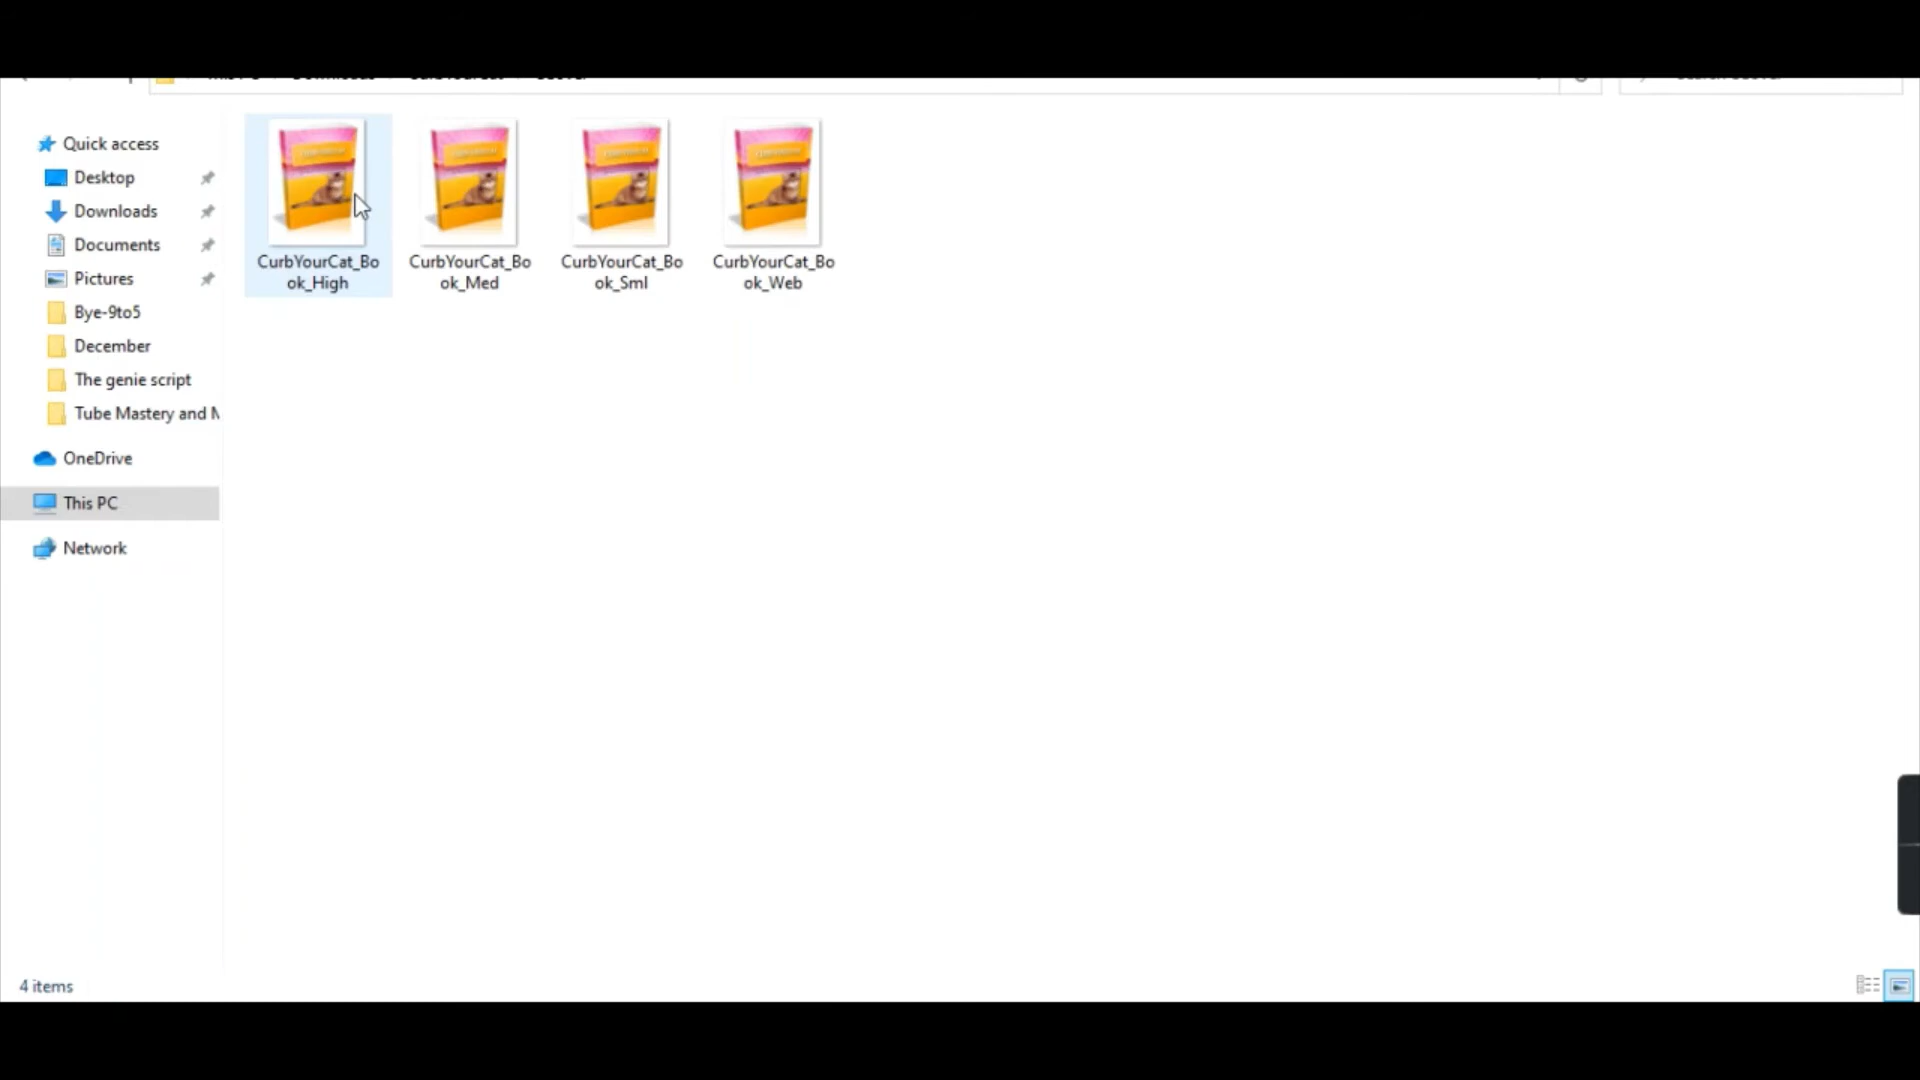 Quick access
Desktop
Downloads
Documents
Pictures
Bye-9to5
December
The genie script
Tube Mastery and M
OneDrive
This PC
Network
CurbYourCat_Bo
ok_High
CurbYourCat_Bo
ok_Med
CurbYourCat_Bo
ok_Sml
CurbYourCat_Bo
ok_Web
4 items